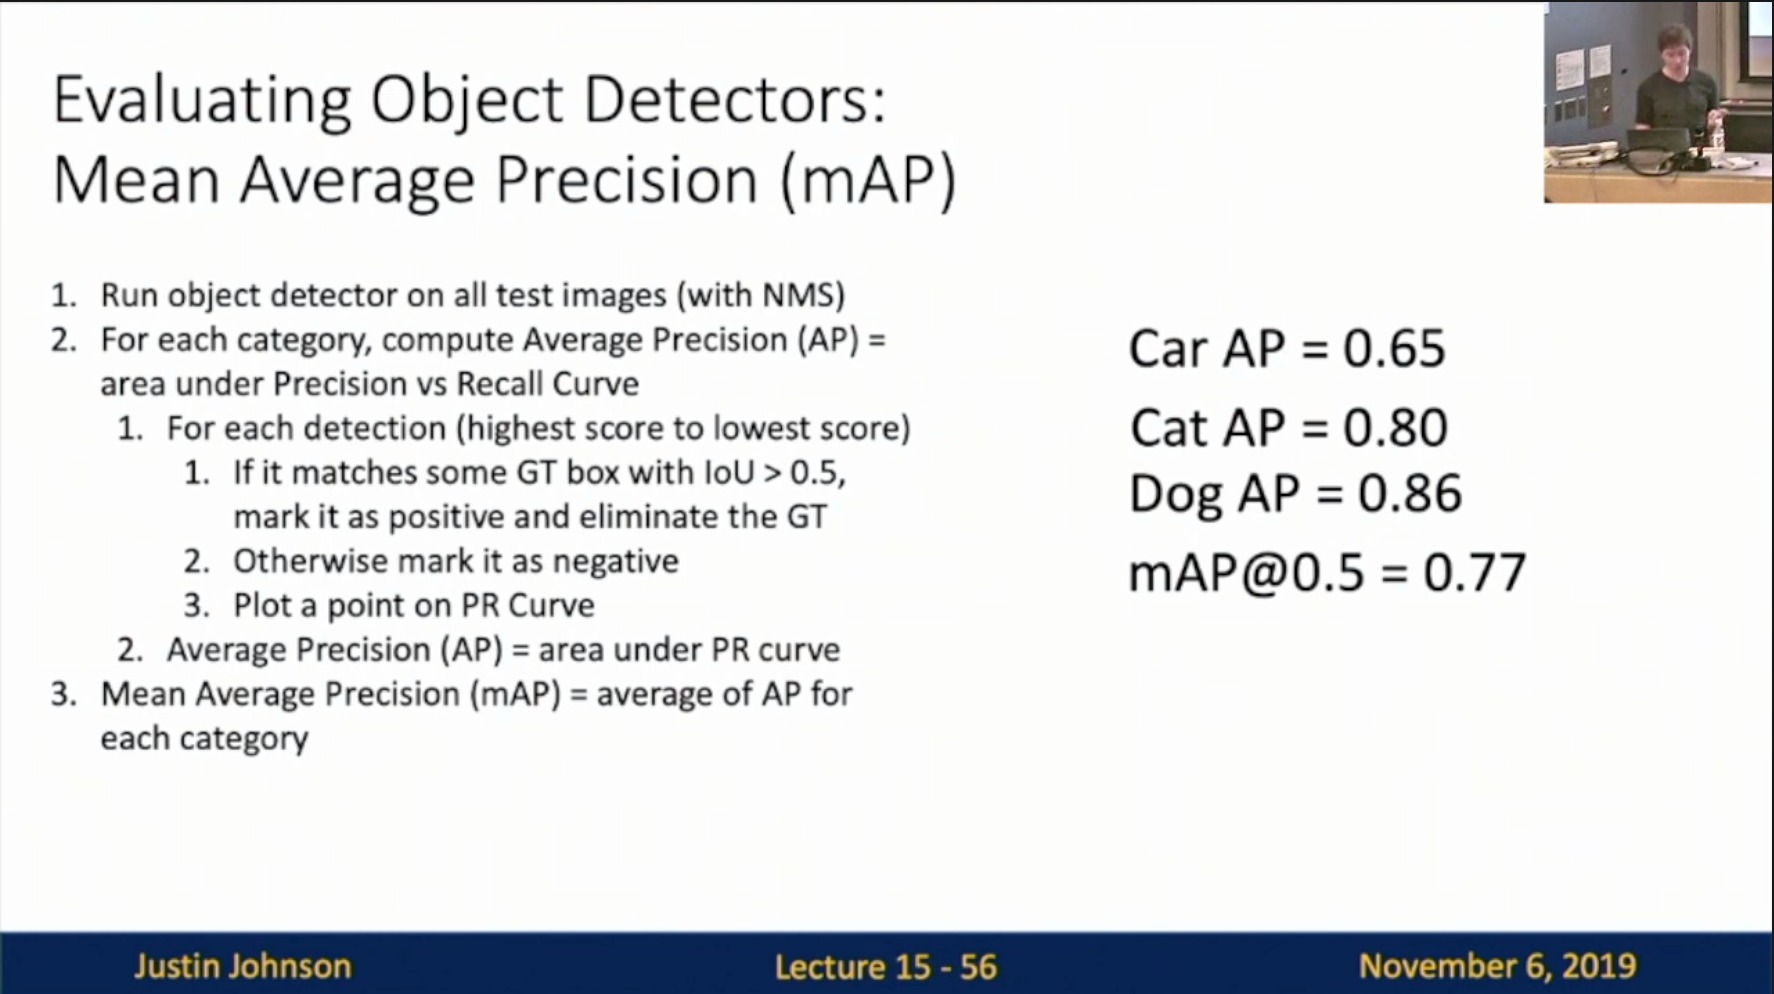 Evaluating Object Detectors:
Mean Average Precision (mAP)
1. Run object detector on all test images (with NMS)
2. For each category, compute Average Precision (AP) =
area under Precision vs Recall Curve
1. For each detection (highest score to lowest score)
1. If it matches some GT box with IoU > 0.5,
mark it as positive and eliminate the GT
2. Otherwise mark it as negative
3. Plot a point on PR Curve
2. Average Precision (AP) = area under PR curve
3. Mean Average Precision (mAP) = average of AP for
each category
Car AP = 0.65
Cat AP = 0.80
Dog AP = 0.86
mAP@0.5 = 0.77
Justin Johnson
Lecture 15 - 56
November 6, 2019